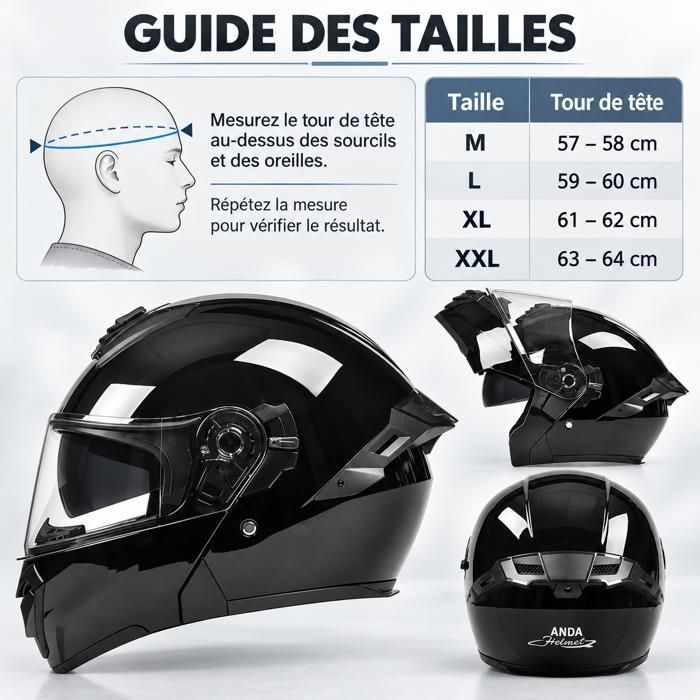 GUIDE DES TAILLES
Mesurez le tour de tête
au-dessus des sourcils
et des oreilles.
Répétez la mesure
pour vérifier le résultat.
Taille Tour de tête
M 57 – 58 cm
L 59 – 60 cm
XL 61 – 62 cm
XXL 63 – 64 cm
ANDA
Helmet